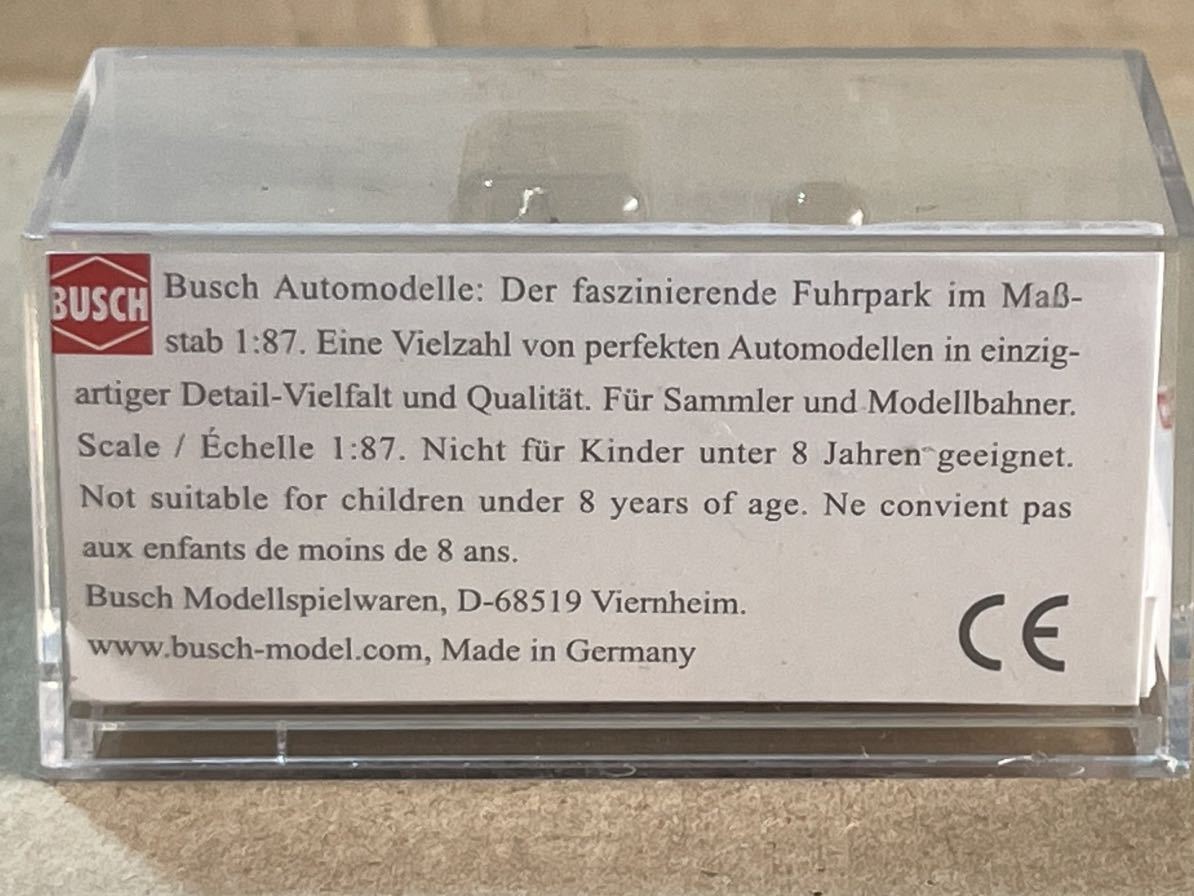 BUSCH
Busch Automodelle: Der faszinierende Fuhrpark im Maß-
stab 1:87. Eine Vielzahl von perfekten Automodellen in einzig-
artiger Detail-Vielfalt und Qualität. Für Sammler und Modellbahner.
Scale / Échelle 1:87. Nicht für Kinder unter 8 Jahren geeignet.
Not suitable for children under 8 years of age. Ne convient pas
aux enfants de moins de 8 ans.
Busch Modellspielwaren, D-68519 Viernheim.
www.busch-model.com, Made in Germany
CE